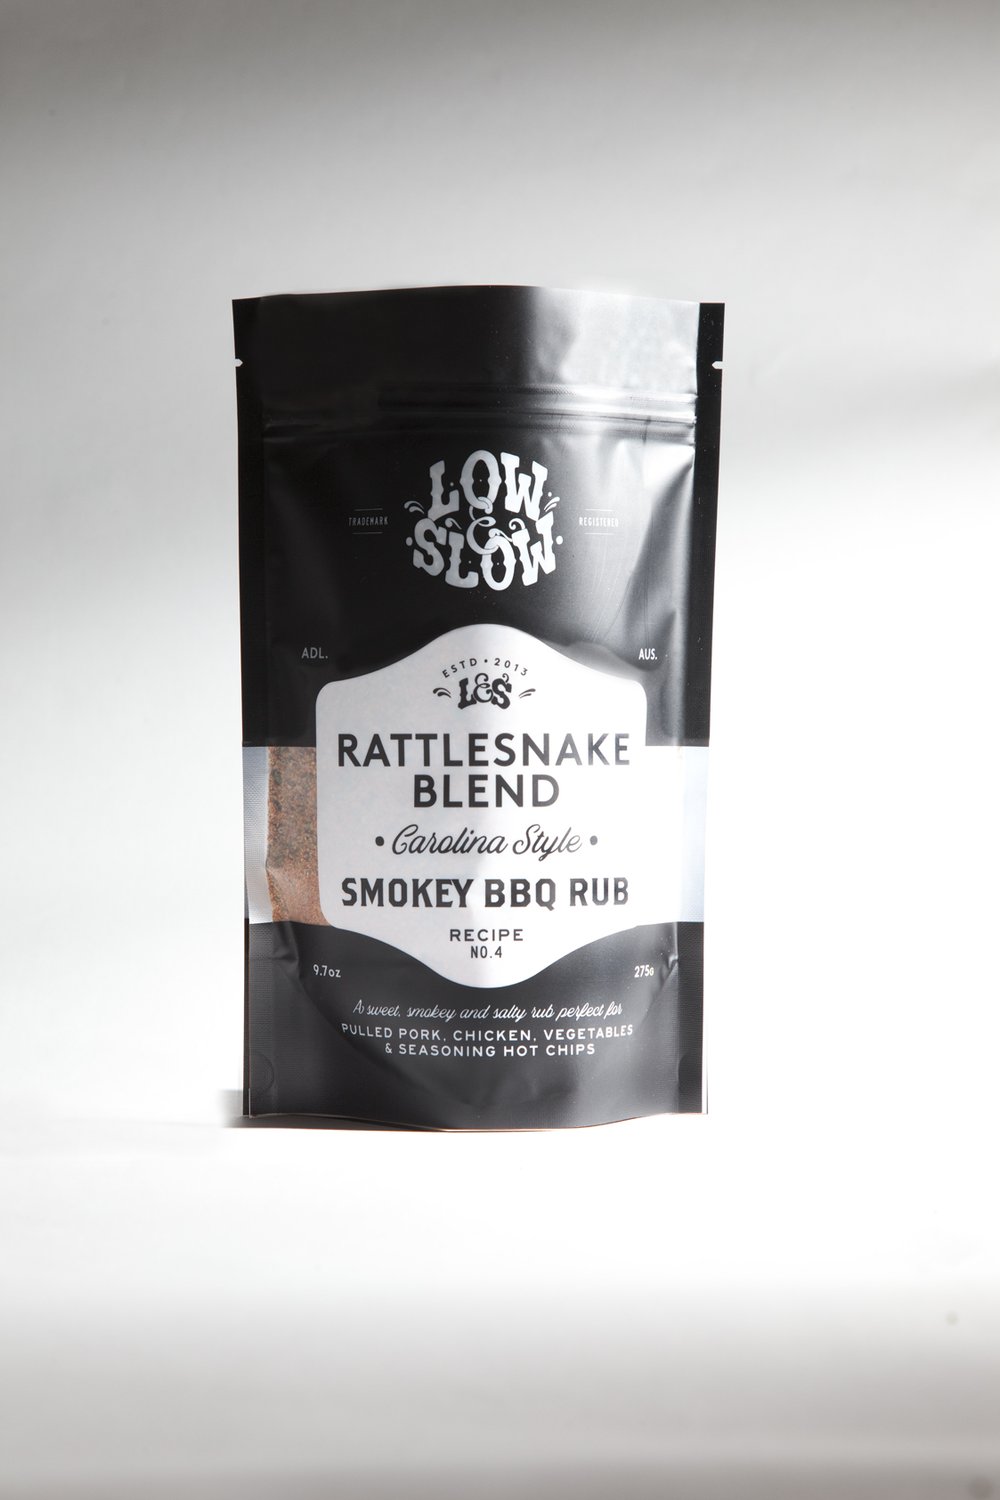 LOW
&
SLOW
TRADEMARK
REGISTERED
ADL.
AUS.
ESTD • 2013
L&S
RATTLESNAKE
BLEND
• Carolina Style •
SMOKEY BBQ RUB
RECIPE
NO.4
9.7oz
275G
A sweet, smokey and salty rub perfect for
PULLED PORK, CHICKEN, VEGETABLES
& SEASONING HOT CHIPS